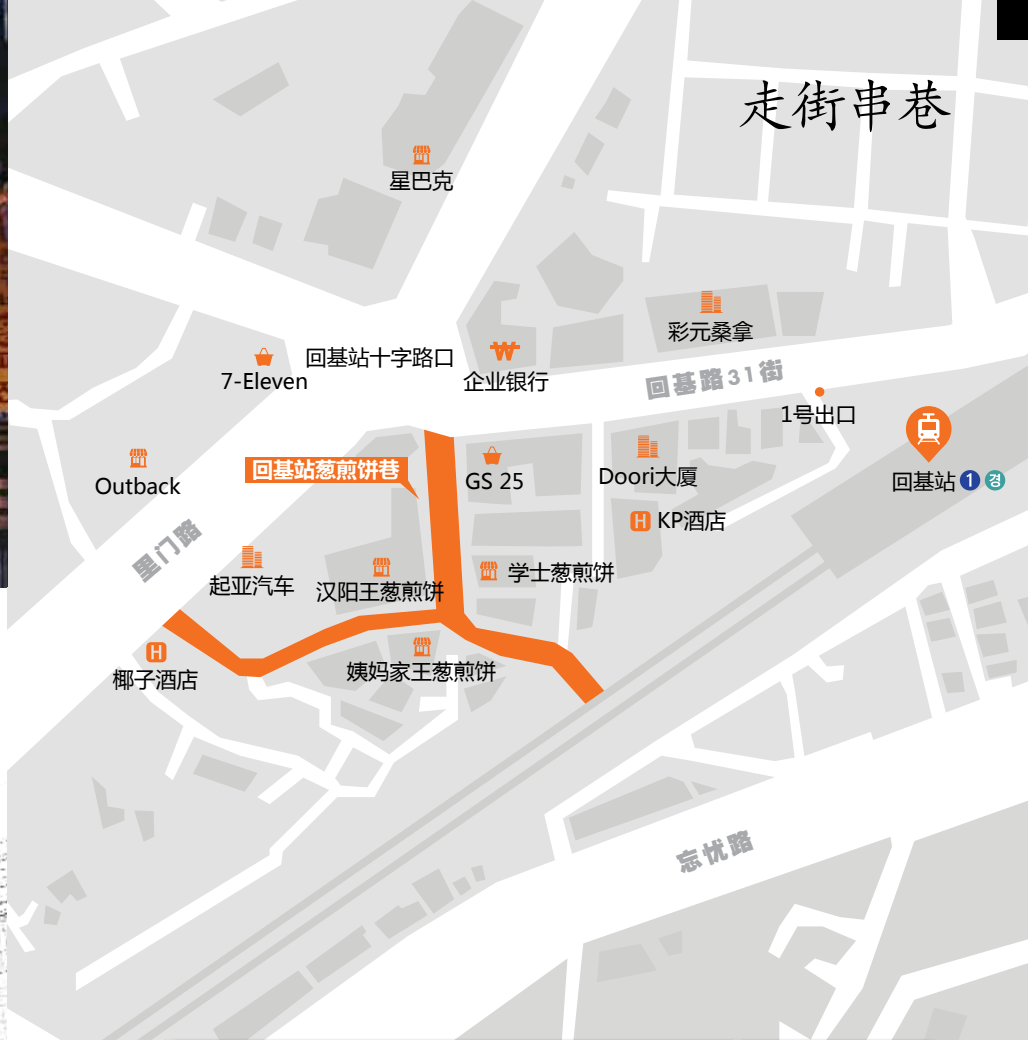 走街串巷
星巴克
彩元桑拿
回基站十字路口
企业银行
7-Eleven
回基路31街
1号出口
回基站葱煎饼巷
GS 25
Doori大厦
回基站 1 경
Outback
KP酒店
里门路
起亚汽车
汉阳王葱煎饼
学士葱煎饼
椰子酒店
姨妈家王葱煎饼
忘忧路